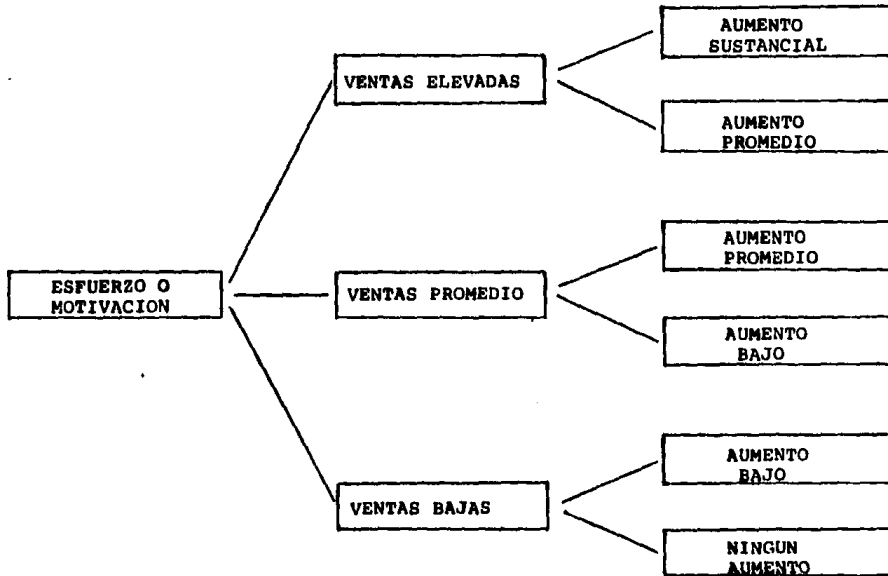 AUMENTO
SUSTANCIAL
VENTAS ELEVADAS
AUMENTO
PROMEDIO
AUMENTO
PROMEDIO
ESFUERZO O
MOTIVACION
VENTAS PROMEDIO
AUMENTO
BAJO
AUMENTO
BAJO
VENTAS BAJAS
NINGUN
AUMENTO